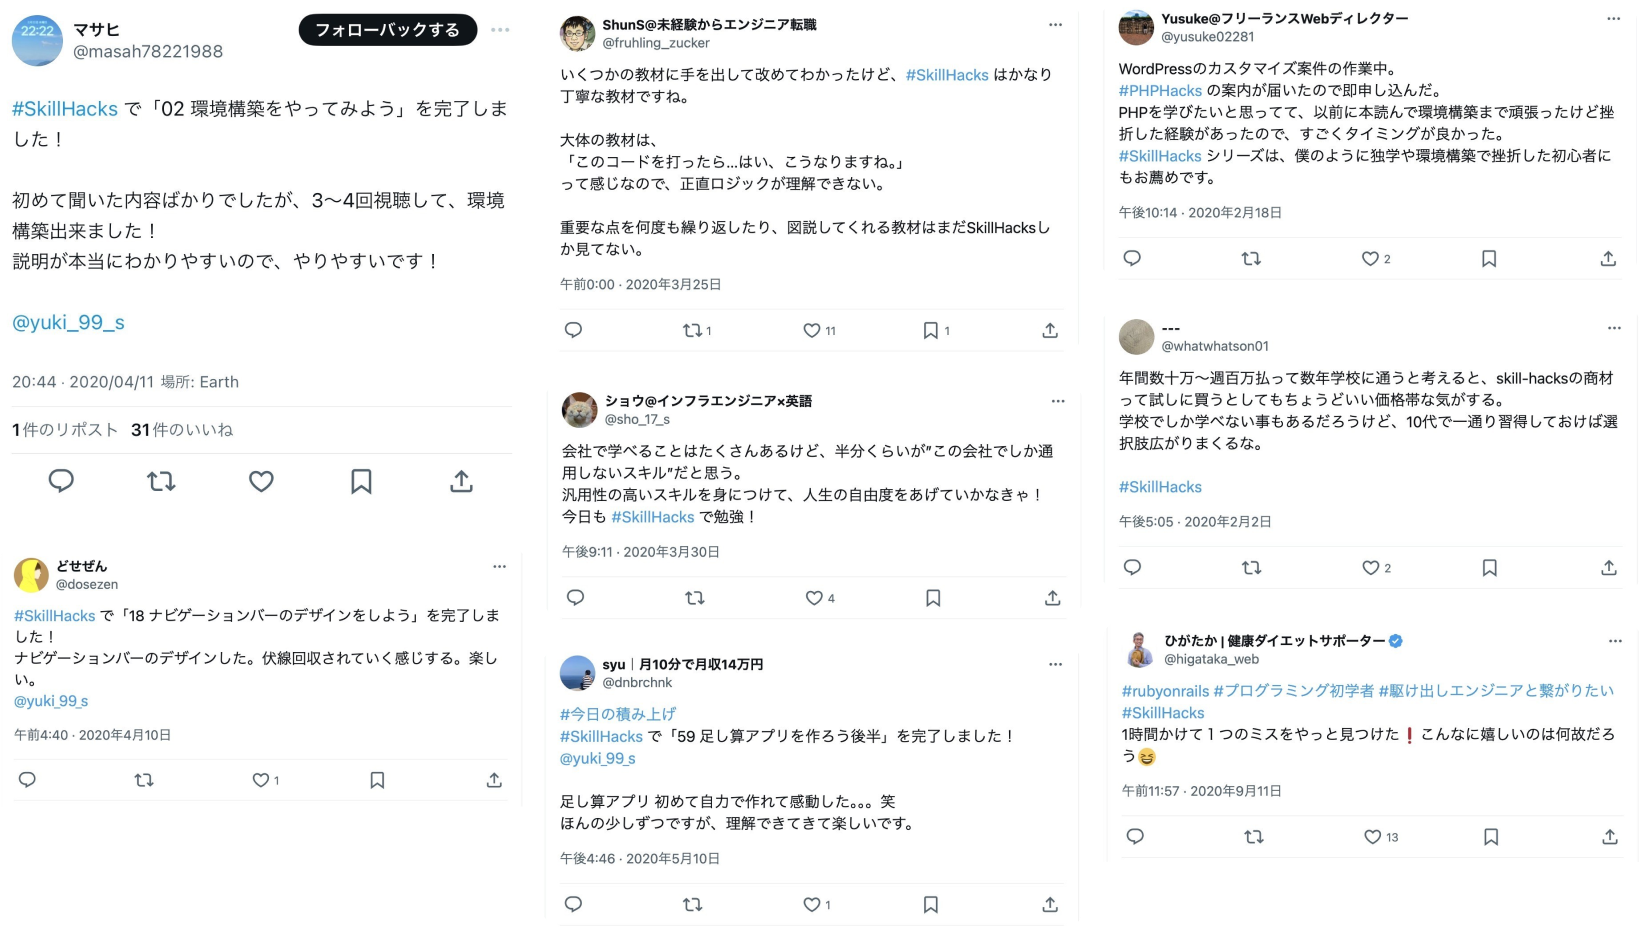 22:22
マサヒ
@masah78221988
フォローバックする
#SkillHacks で「02 環境構築をやってみよう」を完了しま
した！
初めて聞いた内容ばかりでしたが、3〜4回視聴して、環境
構築出来ました！
説明が本当にわかりやすいので、やりやすいです！
@yuki_99_s
20:44 · 2020/04/11 場所: Earth
1件のリポスト 31件のいいね
どせぜん
@dosezen
#SkillHacks で「18 ナビゲーションバーのデザインをしよう」を完了しま
した！
ナビゲーションバーのデザインした。伏線回収されていく感じする。楽し
い。
@yuki_99_s
午前4:40 · 2020年4月10日
1
ShunS@未経験からエンジニア転職
@fruhling_zucker
いくつかの教材に手を出して改めてわかったけど、#SkillHacks はかなり
丁寧な教材ですね。
大体の教材は、
「このコードを打ったら...はい、こうなりますね。」
って感じなので、正直ロジックが理解できない。
重要な点を何度も繰り返したり、図説してくれる教材はまだSkillHacksし
か見てない。
午前0:00 · 2020年3月25日
1 11 1
ショウ@インフラエンジニア×英語
@sho_17_s
会社で学べることはたくさんあるけど、半分くらいが”この会社でしか通
用しないスキル”だと思う。
汎用性の高いスキルを身につけて、人生の自由度をあげていかなきゃ！
今日も #SkillHacks で勉強！
午後9:11 · 2020年3月30日
4
syu｜月10分で月収14万円
@dnbrchnk
#今日の積み上げ
#SkillHacks で「59 足し算アプリを作ろう後半」を完了しました！
@yuki_99_s
足し算アプリ 初めて自力で作れて感動した。。。笑
ほんの少しずつですが、理解できてきて楽しいです。
午後4:46 · 2020年5月10日
1
Yusuke@フリーランスWebディレクター
@yusuke02281
WordPressのカスタマイズ案件の作業中。
#PHPHacks の案内が届いたので即申し込んだ。
PHPを学びたいと思ってて、以前に本読んで環境構築まで頑張ったけど挫
折した経験があったので、すごくタイミングが良かった。
#SkillHacks シリーズは、僕のように独学や環境構築で挫折した初心者に
もお薦めです。
午後10:14 · 2020年2月18日
2
---
@whatwhatson01
年間数十万〜週百万払って数年学校に通うと考えると、skill-hacksの商材
って試しに買うとしてもちょうどいい価格帯な気がする。
学校でしか学べない事もあるだろうけど、10代で一通り習得しておけば選
択肢広がりまくるな。
#SkillHacks
午後5:05 · 2020年2月2日
2
ひがたか | 健康ダイエットサポーター
@higataka_web
#rubyonrails #プログラミング初学者 #駆け出しエンジニアと繋がりたい
#SkillHacks
1時間かけて１つのミスをやっと見つけた❗こんなに嬉しいのは何故だろ
う😆
午前11:57 · 2020年9月11日
13